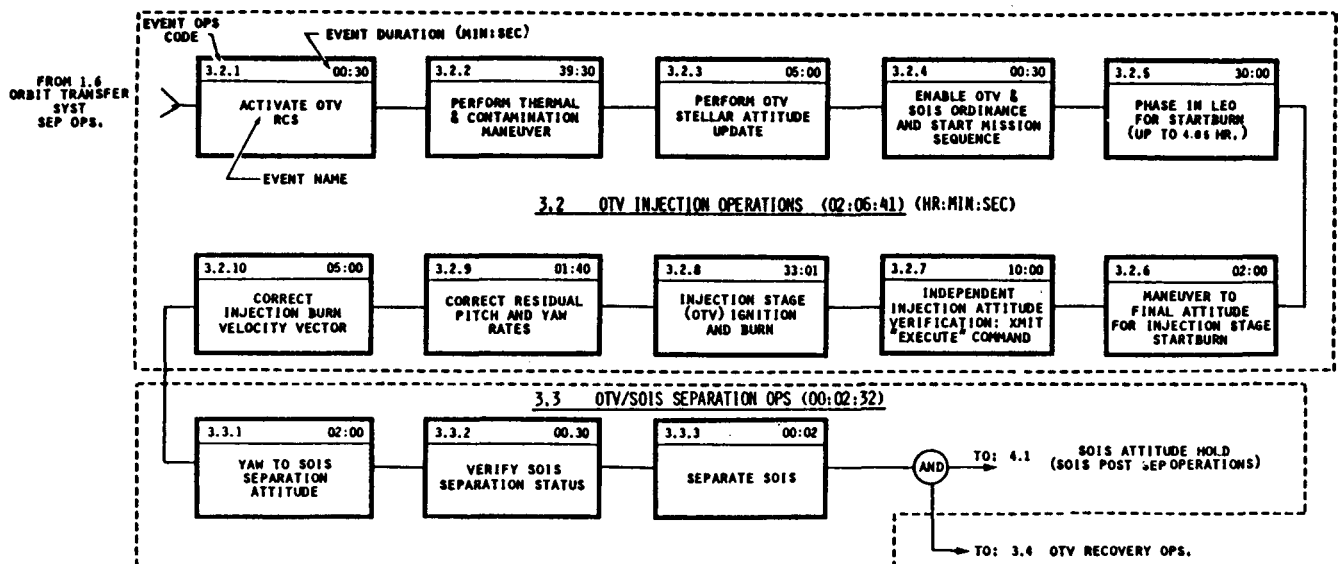 EVENT OPS
CODE
EVENT DURATION (MIN:SEC)
FROM 1.6
ORBIT TRANSFER
SYST
SEP OPS.
3.2.1 00:30
ACTIVATE OTV
RCS
EVENT NAME
3.2.2 39:30
PERFORM THERMAL
& CONTAMINATION
MANEUVER
3.2.3 05:00
PERFORM OTV
STELLAR ATTITUDE
UPDATE
3.2.4 00:30
ENABLE OTV &
SOIS ORDINANCE
AND START MISSION
SEQUENCE
3.2.5 30:00
PHASE IN LEO
FOR STARTBURN
(UP TO 4.06 HR.)
3.2 OTV INJECTION OPERATIONS (02:06:41) (HR:MIN:SEC)
3.2.10 05:00
CORRECT
INJECTION BURN
VELOCITY VECTOR
3.2.9 01:40
CORRECT RESIDUAL
PITCH AND YAW
RATES
3.2.8 33:01
INJECTION STAGE
(OTV) IGNITION
AND BURN
3.2.7 10:00
INDEPENDENT
INJECTION ATTITUDE
VERIFICATION: XMIT
"EXECUTE" COMMAND
3.2.6 02:00
MANEUVER TO
FINAL ATTITUDE
FOR INJECTION STAGE
STARTBURN
3.3 OTV/SOIS SEPARATION OPS (00:02:32)
3.3.1 02:00
YAW TO SOIS
SEPARATION
ATTITUDE
3.3.2 00.30
VERIFY SOIS
SEPARATION STATUS
3.3.3 00:02
SEPARATE SOIS
AND
TO: 4.1 SOIS ATTITUDE HOLD
(SOIS POST SEP OPERATIONS)
TO: 3.4 OTV RECOVERY OPS.